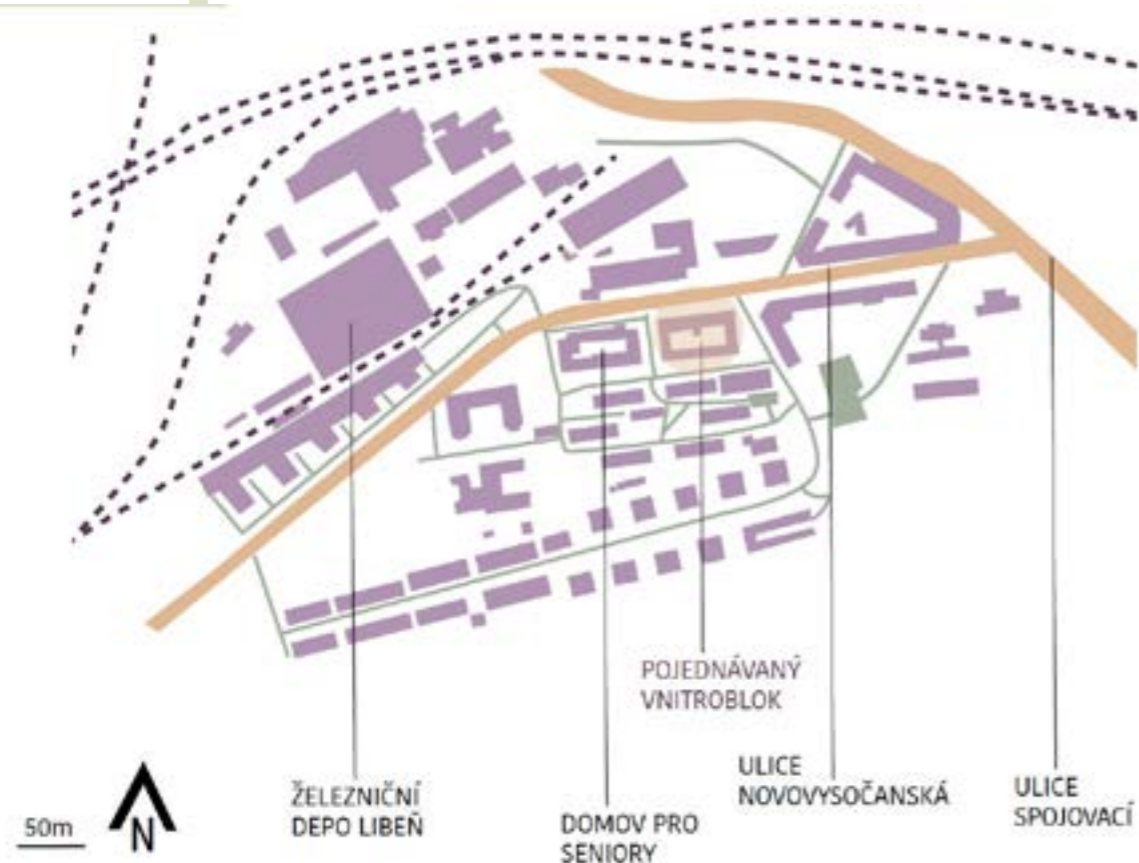 POJEDNÁVANÝ
VNITROBLOK
ULICE
NOVOVYSOČANSKÁ
ULICE
SPOJOVACÍ
ŽELEZNIČNÍ
DEPO LIBEŇ
DOMOV PRO
SENIORY
50m
N